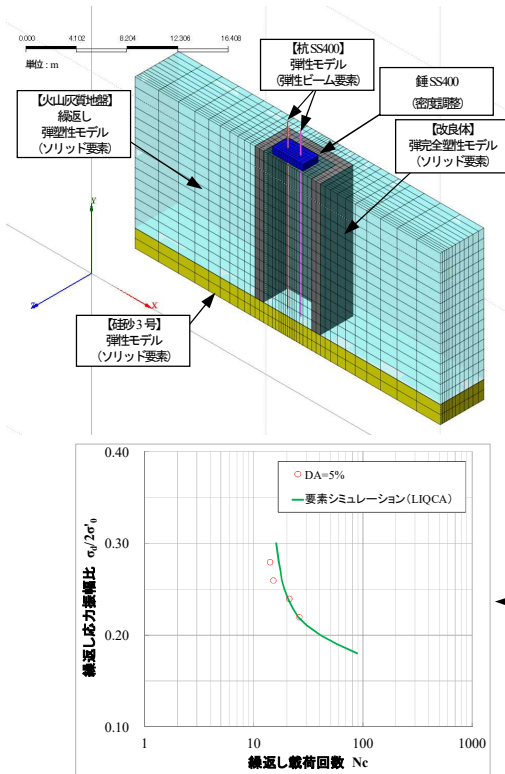 0.000 4.102 8.204 12.306 16.408
単位:m
【杭SS400】
弾性モデル
(弾性ビーム要素)
錘SS400
(密度調整)
【火山灰質地盤】
繰返し
弾塑性モデル
(ソリッド要素)
【改良体】
弾完全塑性モデル
(ソリッド要素)
Y
Z
X
【硅砂3号】
弾性モデル
(ソリッド要素)
繰返し応力振幅比 σd/2σ'0
0.40
0.30
0.20
0.10
DA=5%
要素シミュレーション(LIQCA)
1 10 100 1000
繰返し載荷回数 Nc